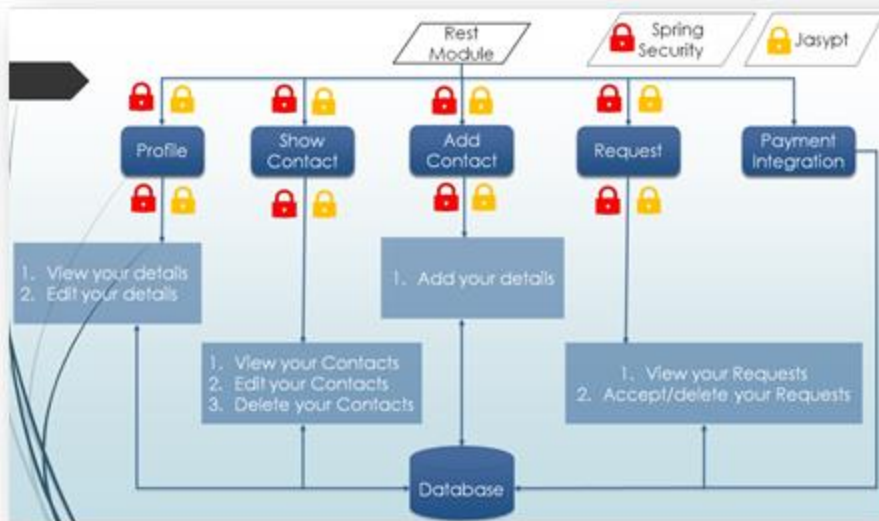 Rest
Module
Spring
Security
Jasypt
Profile
Show
Contact
Add
Contact
Request
Payment
Integration
1. View your details
2. Edit your details
1. Add your details
1. View your Contacts
2. Edit your Contacts
3. Delete your Contacts
1. View your Requests
2. Accept/delete your Requests
Database